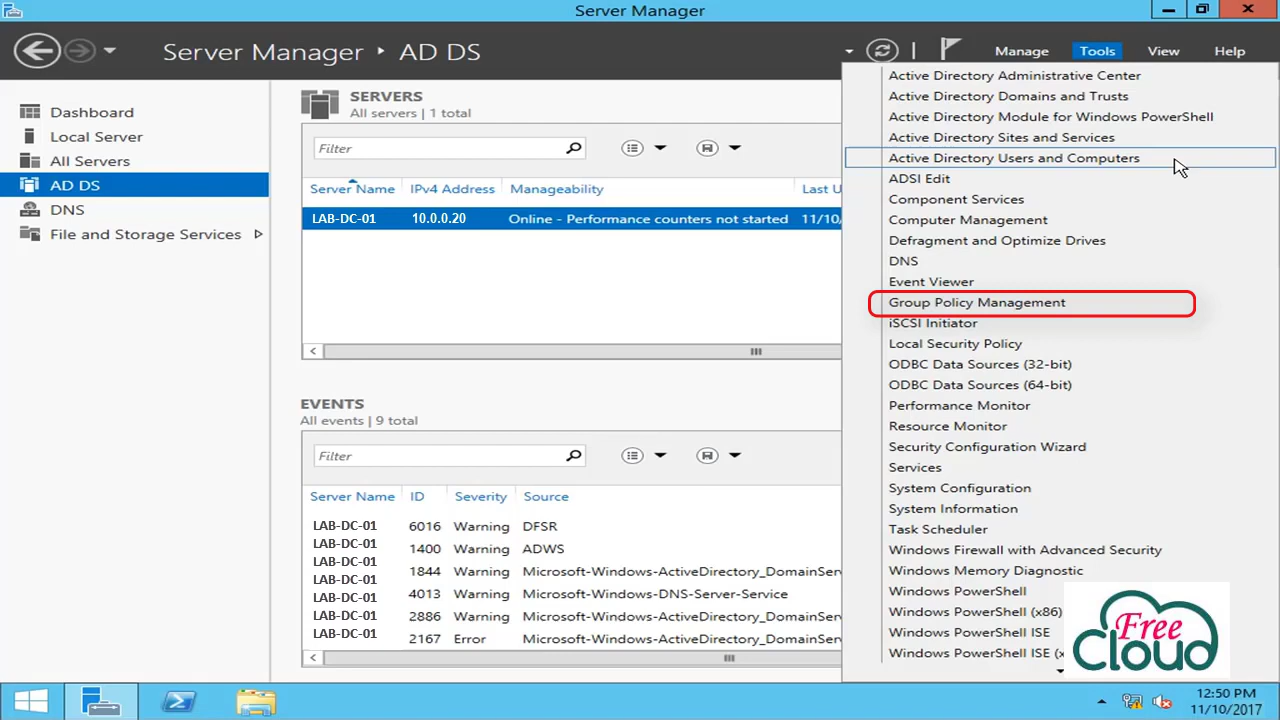 Server Manager
Server Manager ‣ AD DS
Manage Tools View Help
Dashboard
Local Server
All Servers
AD DS
DNS
File and Storage Services
SERVERS
All servers | 1 total
Filter
Server Name IPv4 Address Manageability Last U
LAB-DC-01 10.0.0.20 Online - Performance counters not started 11/10/
EVENTS
All events | 9 total
Filter
Server Name ID Severity Source
LAB-DC-01 6016 Warning DFSR
LAB-DC-01 1400 Warning ADWS
LAB-DC-01 1844 Warning Microsoft-Windows-ActiveDirectory_DomainServ
LAB-DC-01 4013 Warning Microsoft-Windows-DNS-Server-Service
LAB-DC-01 2886 Warning Microsoft-Windows-ActiveDirectory_DomainServ
LAB-DC-01 2167 Error Microsoft-Windows-ActiveDirectory_DomainServ
LAB-DC-01
Active Directory Administrative Center
Active Directory Domains and Trusts
Active Directory Module for Windows PowerShell
Active Directory Sites and Services
Active Directory Users and Computers
ADSI Edit
Component Services
Computer Management
Defragment and Optimize Drives
DNS
Event Viewer
Group Policy Management
iSCSI Initiator
Local Security Policy
ODBC Data Sources (32-bit)
ODBC Data Sources (64-bit)
Performance Monitor
Resource Monitor
Security Configuration Wizard
Services
System Configuration
System Information
Task Scheduler
Windows Firewall with Advanced Security
Windows Memory Diagnostic
Windows PowerShell
Windows PowerShell (x86)
Windows PowerShell ISE
Windows PowerShell ISE (x
Free
Cloud
12:50 PM
11/10/2017